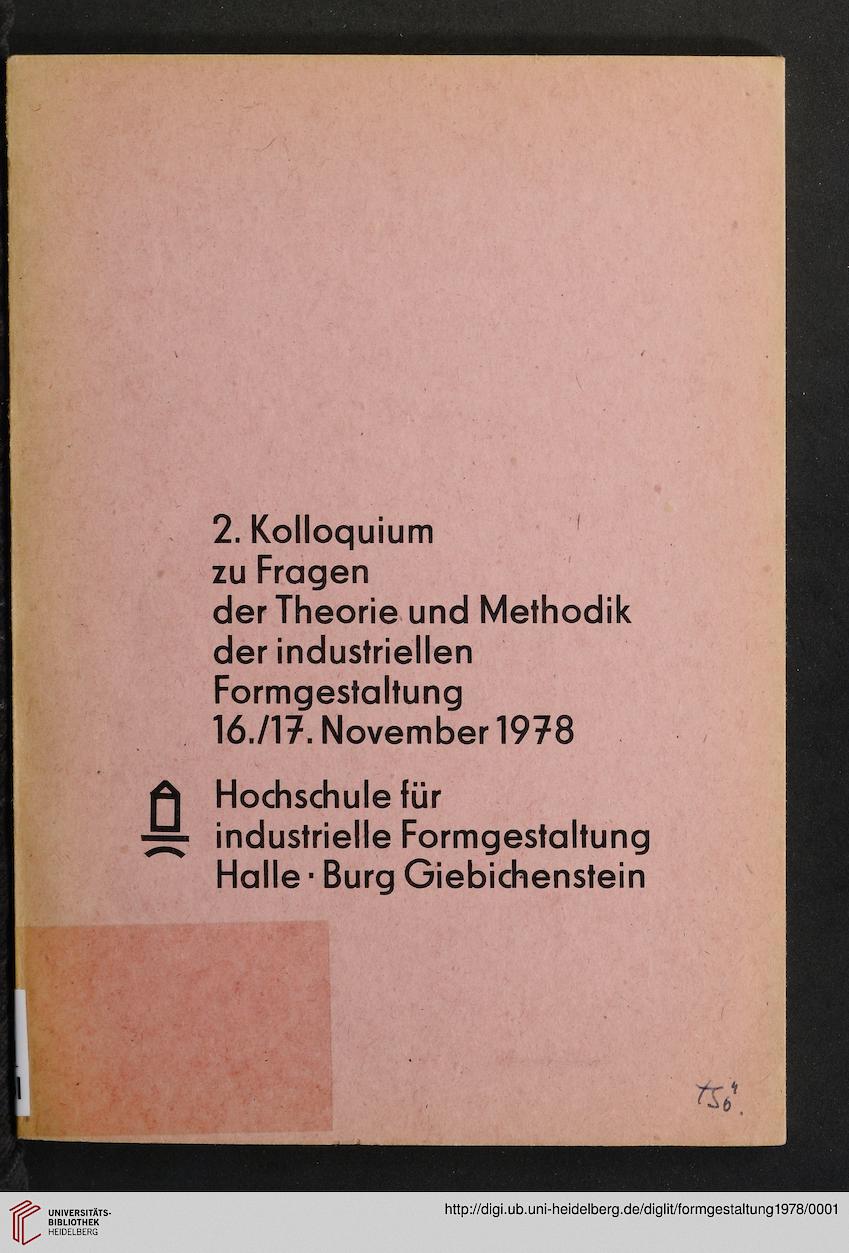 2. Kolloquium
zu Fragen
der Theorie und Methodik
der industriellen
Formgestaltung
16./17. November 1978
Hochschule für
industrielle Formgestaltung
Halle · Burg Giebichenstein
UNIVERSITÄTS-
BIBLIOTHEK
HEIDELBERG
http://digi.ub.uni-heidelberg.de/diglit/formgestaltung1978/0001